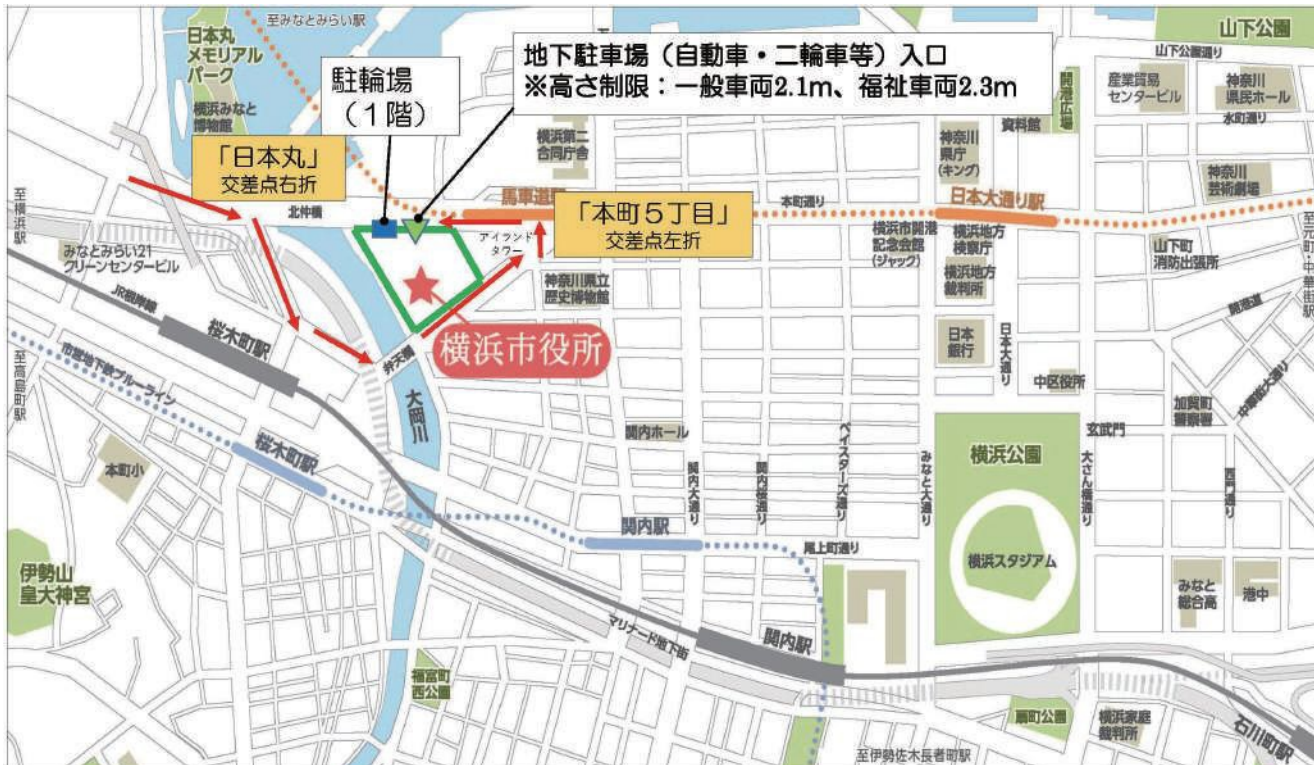 至みなとみらい駅
日本丸
メモリアル
パーク
横浜みなと
博物館
駐輪場
（１階）
地下駐車場（自動車・二輪車等）入口
※高さ制限：一般車両2.1m、福祉車両2.3m
山下公園
山下公園通り
開港広場
資料館
産業貿易
センタービル
神奈川
県民ホール
水町通り
横浜第二
合同庁舎
神奈川
県庁
(キング)
神奈川
芸術劇場
「日本丸」
交差点右折
北仲橋
馬車道駅
本町通り
日本大通り駅
「本町５丁目」
交差点左折
アイランド
タワー
至横浜駅
みなとみらい21
グリーンセンタービル
神奈川県立
歴史博物館
横浜市開港
記念会館
(ジャック)
横浜地方
検察庁
横浜地方
裁判所
山下町
消防出張所
至元町・中華街駅
開港道
JR根岸線
桜木町駅
横浜市役所
弁天橋
大岡川
日本
銀行
日本大通り
中区役所
市営地下鉄ブルーライン
至高島町駅
本町小
桜木町駅
関内ホール
関内大通り
関内桜通り
ベイスターズ通り
みなと大通り
横浜公園
玄武門
大さん橋通り
加賀町
警察署
中華街大通り
西門通り
関内駅
尾上町通り
横浜スタジアム
みなと
総合高
港中
伊勢山
皇大神宮
マリナード地下街
関内駅
福富町
西公園
扇町公園
横浜家庭
裁判所
石川町駅
至伊勢佐木長者町駅